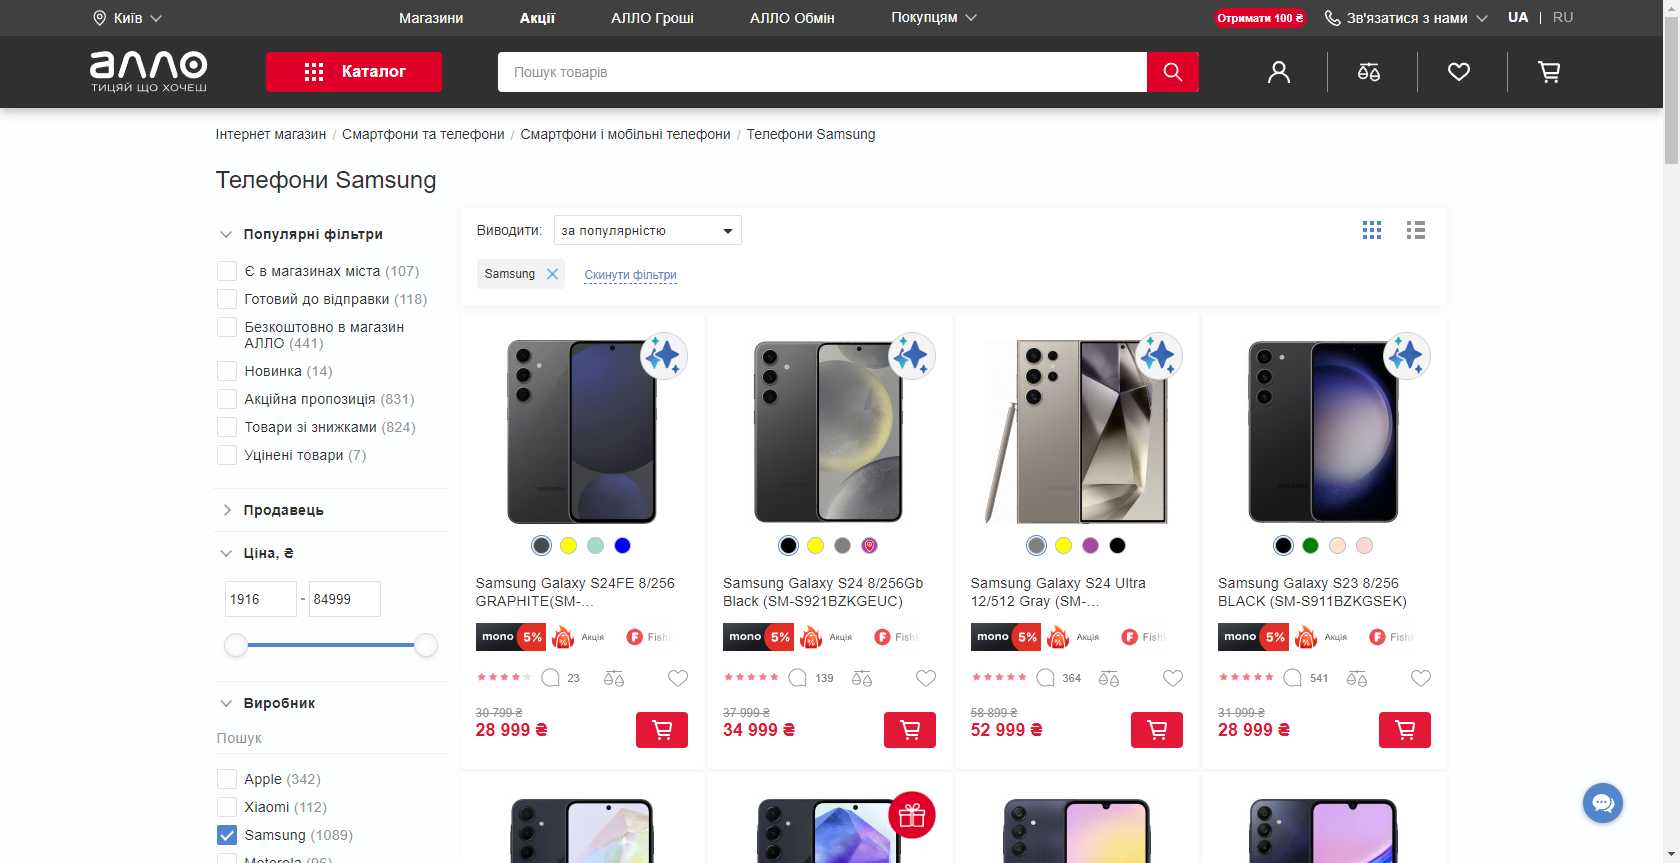 Київ
Магазини
Акції
АЛЛО Гроші
АЛЛО Обмін
Покупцям
Отримати 100 ₴
Зв'язатися з нами
UA | RU
алло
ТИЦЯЙ ЩО ХОЧЕШ
Каталог
Пошук товарів
Інтернет магазин / Смартфони та телефони / Смартфони і мобільні телефони / Телефони Samsung
Телефони Samsung
Популярні фільтри
Є в магазинах міста (107)
Готовий до відправки (118)
Безкоштовно в магазин
АЛЛО (441)
Новинка (14)
Акційна пропозиція (831)
Товари зі знижками (824)
Уцінені товари (7)
Продавець
Ціна, ₴
1916 - 84999
Виробник
Пошук
Apple (342)
Xiaomi (112)
Samsung (1089)
Motorola (96)
Виводити: за популярністю
Samsung
Скинути фільтри
Samsung Galaxy S24FE 8/256
GRAPHITE(SM-...
mono 5% Акція F Fishi
23
30 799 ₴
28 999 ₴
Samsung Galaxy S24 8/256Gb
Black (SM-S921BZKGEUC)
mono 5% Акція F Fishi
139
37 999 ₴
34 999 ₴
Samsung Galaxy S24 Ultra
12/512 Gray (SM-...
mono 5% Акція F Fishi
364
58 899 ₴
52 999 ₴
Samsung Galaxy S23 8/256
BLACK (SM-S911BZKGSEK)
mono 5% Акція F Fishi
541
31 999 ₴
28 999 ₴